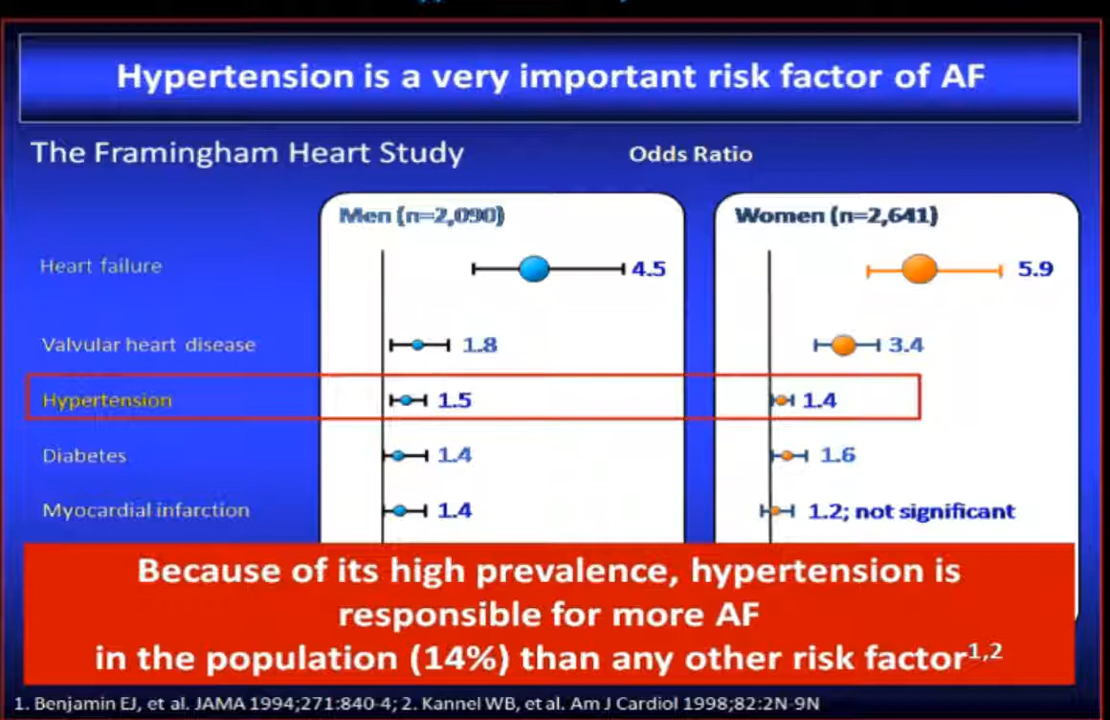 Hypertension is a very important risk factor of AF
The Framingham Heart Study
Odds Ratio
Men (n=2,090)
Women (n=2,641)
Heart failure
4.5
5.9
Valvular heart disease
1.8
3.4
Hypertension
1.5
1.4
Diabetes
1.4
1.6
Myocardial infarction
1.4
1.2; not significant
Because of its high prevalence, hypertension is
responsible for more AF
in the population (14%) than any other risk factor1,2
1. Benjamin EJ, et al. JAMA 1994;271:840-4; 2. Kannel WB, et al. Am J Cardiol 1998;82:2N-9N